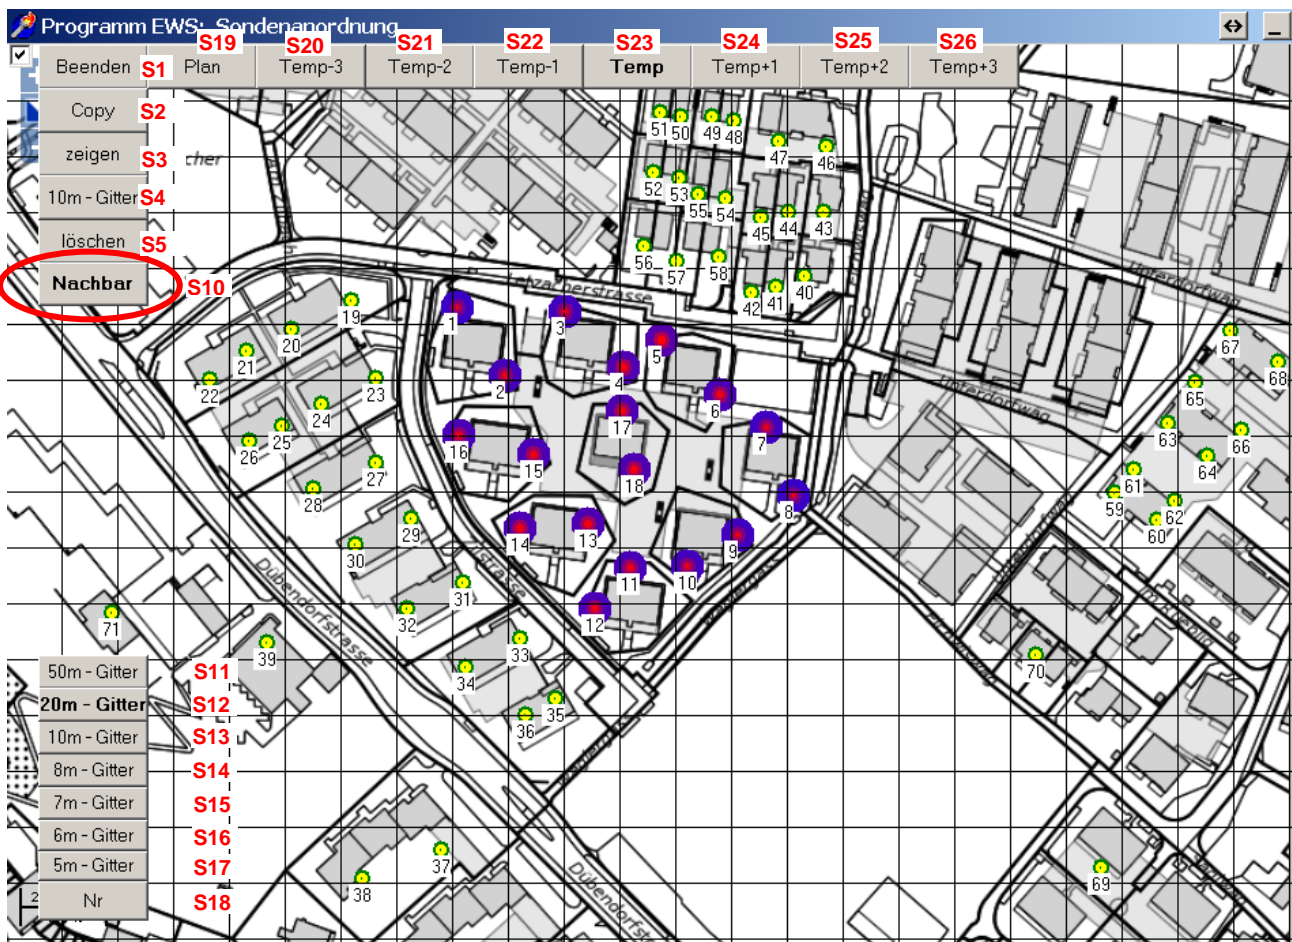 Programm EWS: Sondenanordnung
S19 S20 S21 S22 S23 S24 S25 S26
Beenden S1 Plan Temp-3 Temp-2 Temp-1 Temp Temp+1 Temp+2 Temp+3
Copy S2
51 50 49 48
zeigen S3
cher
47 46
10m - Gitter S4
52 53 55 54
45 44 43
löschen S5
56 57 58
Nachbar S10
42 41 40
Unterdorfweg
19 1 3
20 5
67
21 68
22 2 4 23 6
Unterdorfweg
65
24 17
25 26 16 7
63 66
27 15 18
64
61
28
8
59 62 60
29 14 13
30 9
11 10
Dübendorfstrasse
31
32 12
71
39 33
70
50m - Gitter S11
34
20m - Gitter S12
35
36
10m - Gitter S13
8m - Gitter S14
7m - Gitter S15
6m - Gitter S16
37
5m - Gitter S17
38
69
Nr S18
2